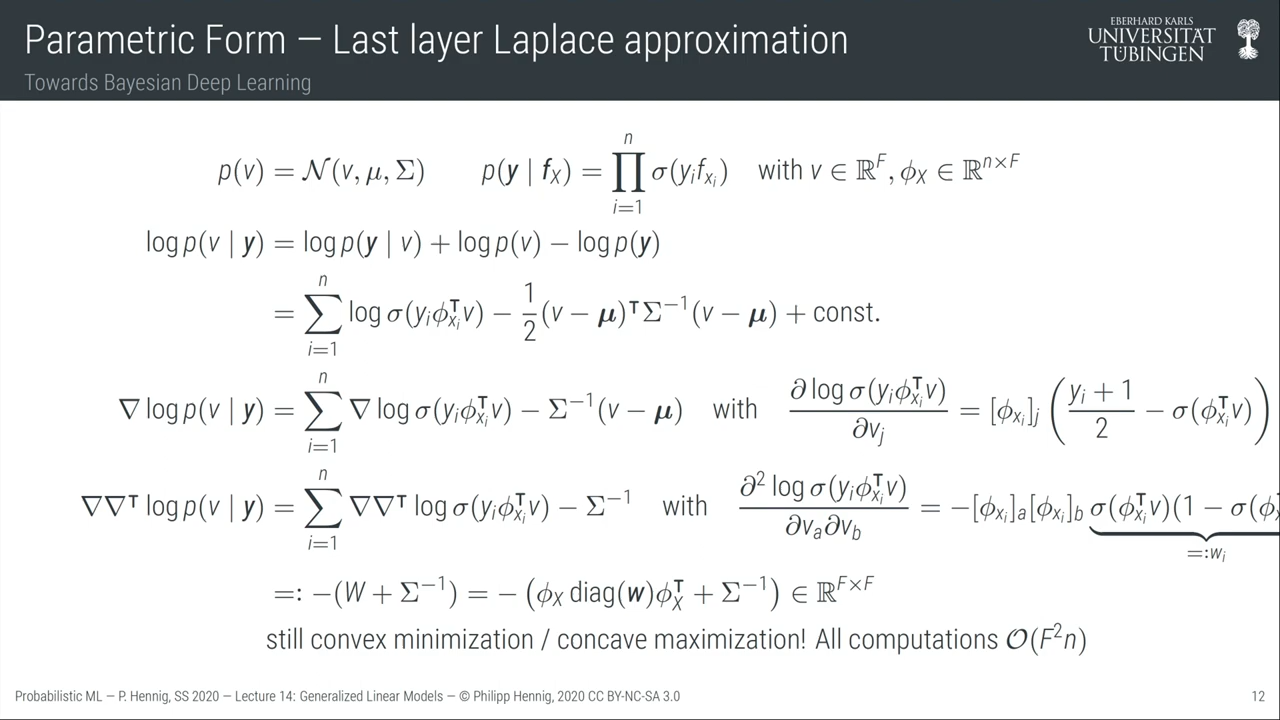 Parametric Form — Last layer Laplace approximation
EBERHARD KARLS
UNIVERSITÄT
TÜBINGEN
Towards Bayesian Deep Learning
p(v) = 𝒩(v, μ, Σ) p(y | f_X) = ∏_{i=1}^{n} σ(y_i f_{x_i}) with v ∈ ℝ^F, ϕ_X ∈ ℝ^{n×F}
log p(v | y) = log p(y | v) + log p(v) − log p(y)
= ∑_{i=1}^{n} log σ(y_i ϕ_{x_i}^⊤ v) − 1/2 (v − μ)^⊤ Σ^{−1} (v − μ) + const.
∇ log p(v | y) = ∑_{i=1}^{n} ∇ log σ(y_i ϕ_{x_i}^⊤ v) − Σ^{−1}(v − μ) with ∂ log σ(y_i ϕ_{x_i}^⊤ v) / ∂v_j = [ϕ_{x_i}]_j ((y_i + 1)/2 − σ(ϕ_{x_i}^⊤ v))
∇∇^⊤ log p(v | y) = ∑_{i=1}^{n} ∇∇^⊤ log σ(y_i ϕ_{x_i}^⊤ v) − Σ^{−1} with ∂² log σ(y_i ϕ_{x_i}^⊤ v) / ∂v_a ∂v_b = −[ϕ_{x_i}]_a [ϕ_{x_i}]_b σ(ϕ_{x_i}^⊤ v)(1 − σ(ϕ
=:w_i
=: −(W + Σ^{−1}) = − (ϕ_X diag(w) ϕ_X^⊤ + Σ^{−1}) ∈ ℝ^{F×F}
still convex minimization / concave maximization! All computations 𝒪(F²n)
Probabilistic ML — P. Hennig, SS 2020 — Lecture 14: Generalized Linear Models — © Philipp Hennig, 2020 CC BY-NC-SA 3.0
12